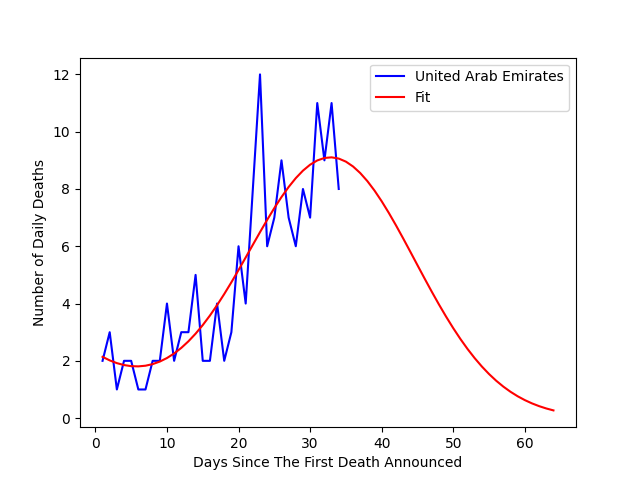 United Arab Emirates
Fit
12
10
8
6
4
2
0
Number of Daily Deaths
0 10 20 30 40 50 60
Days Since The First Death Announced